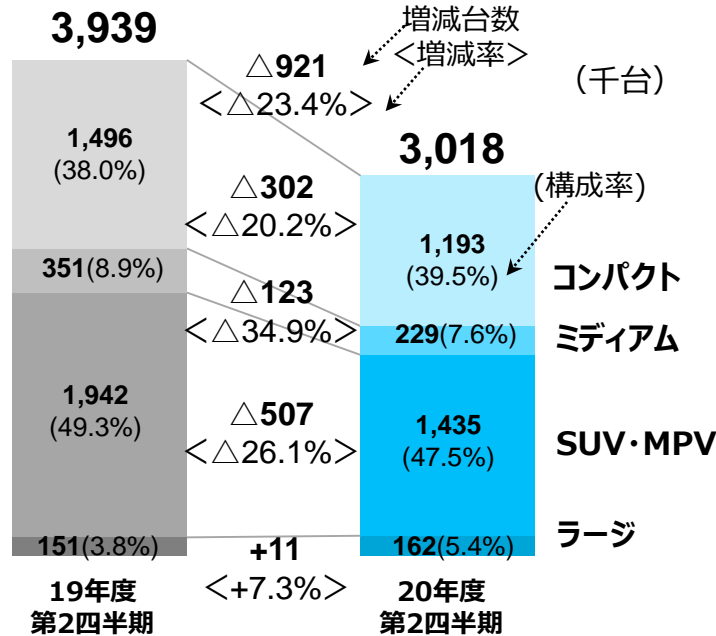 3,939
増減台数
<増減率>
(千台)
△921
<△23.4%>
3,018
(構成率)
1,496
(38.0%)
△302
<△20.2%>
1,193
(39.5%)
コンパクト
351(8.9%)
△123
<△34.9%>
229(7.6%)
ミディアム
1,942
(49.3%)
△507
<△26.1%>
1,435
(47.5%)
SUV・MPV
151(3.8%)
+11
<+7.3%>
162(5.4%)
ラージ
19年度
第2四半期
20年度
第2四半期